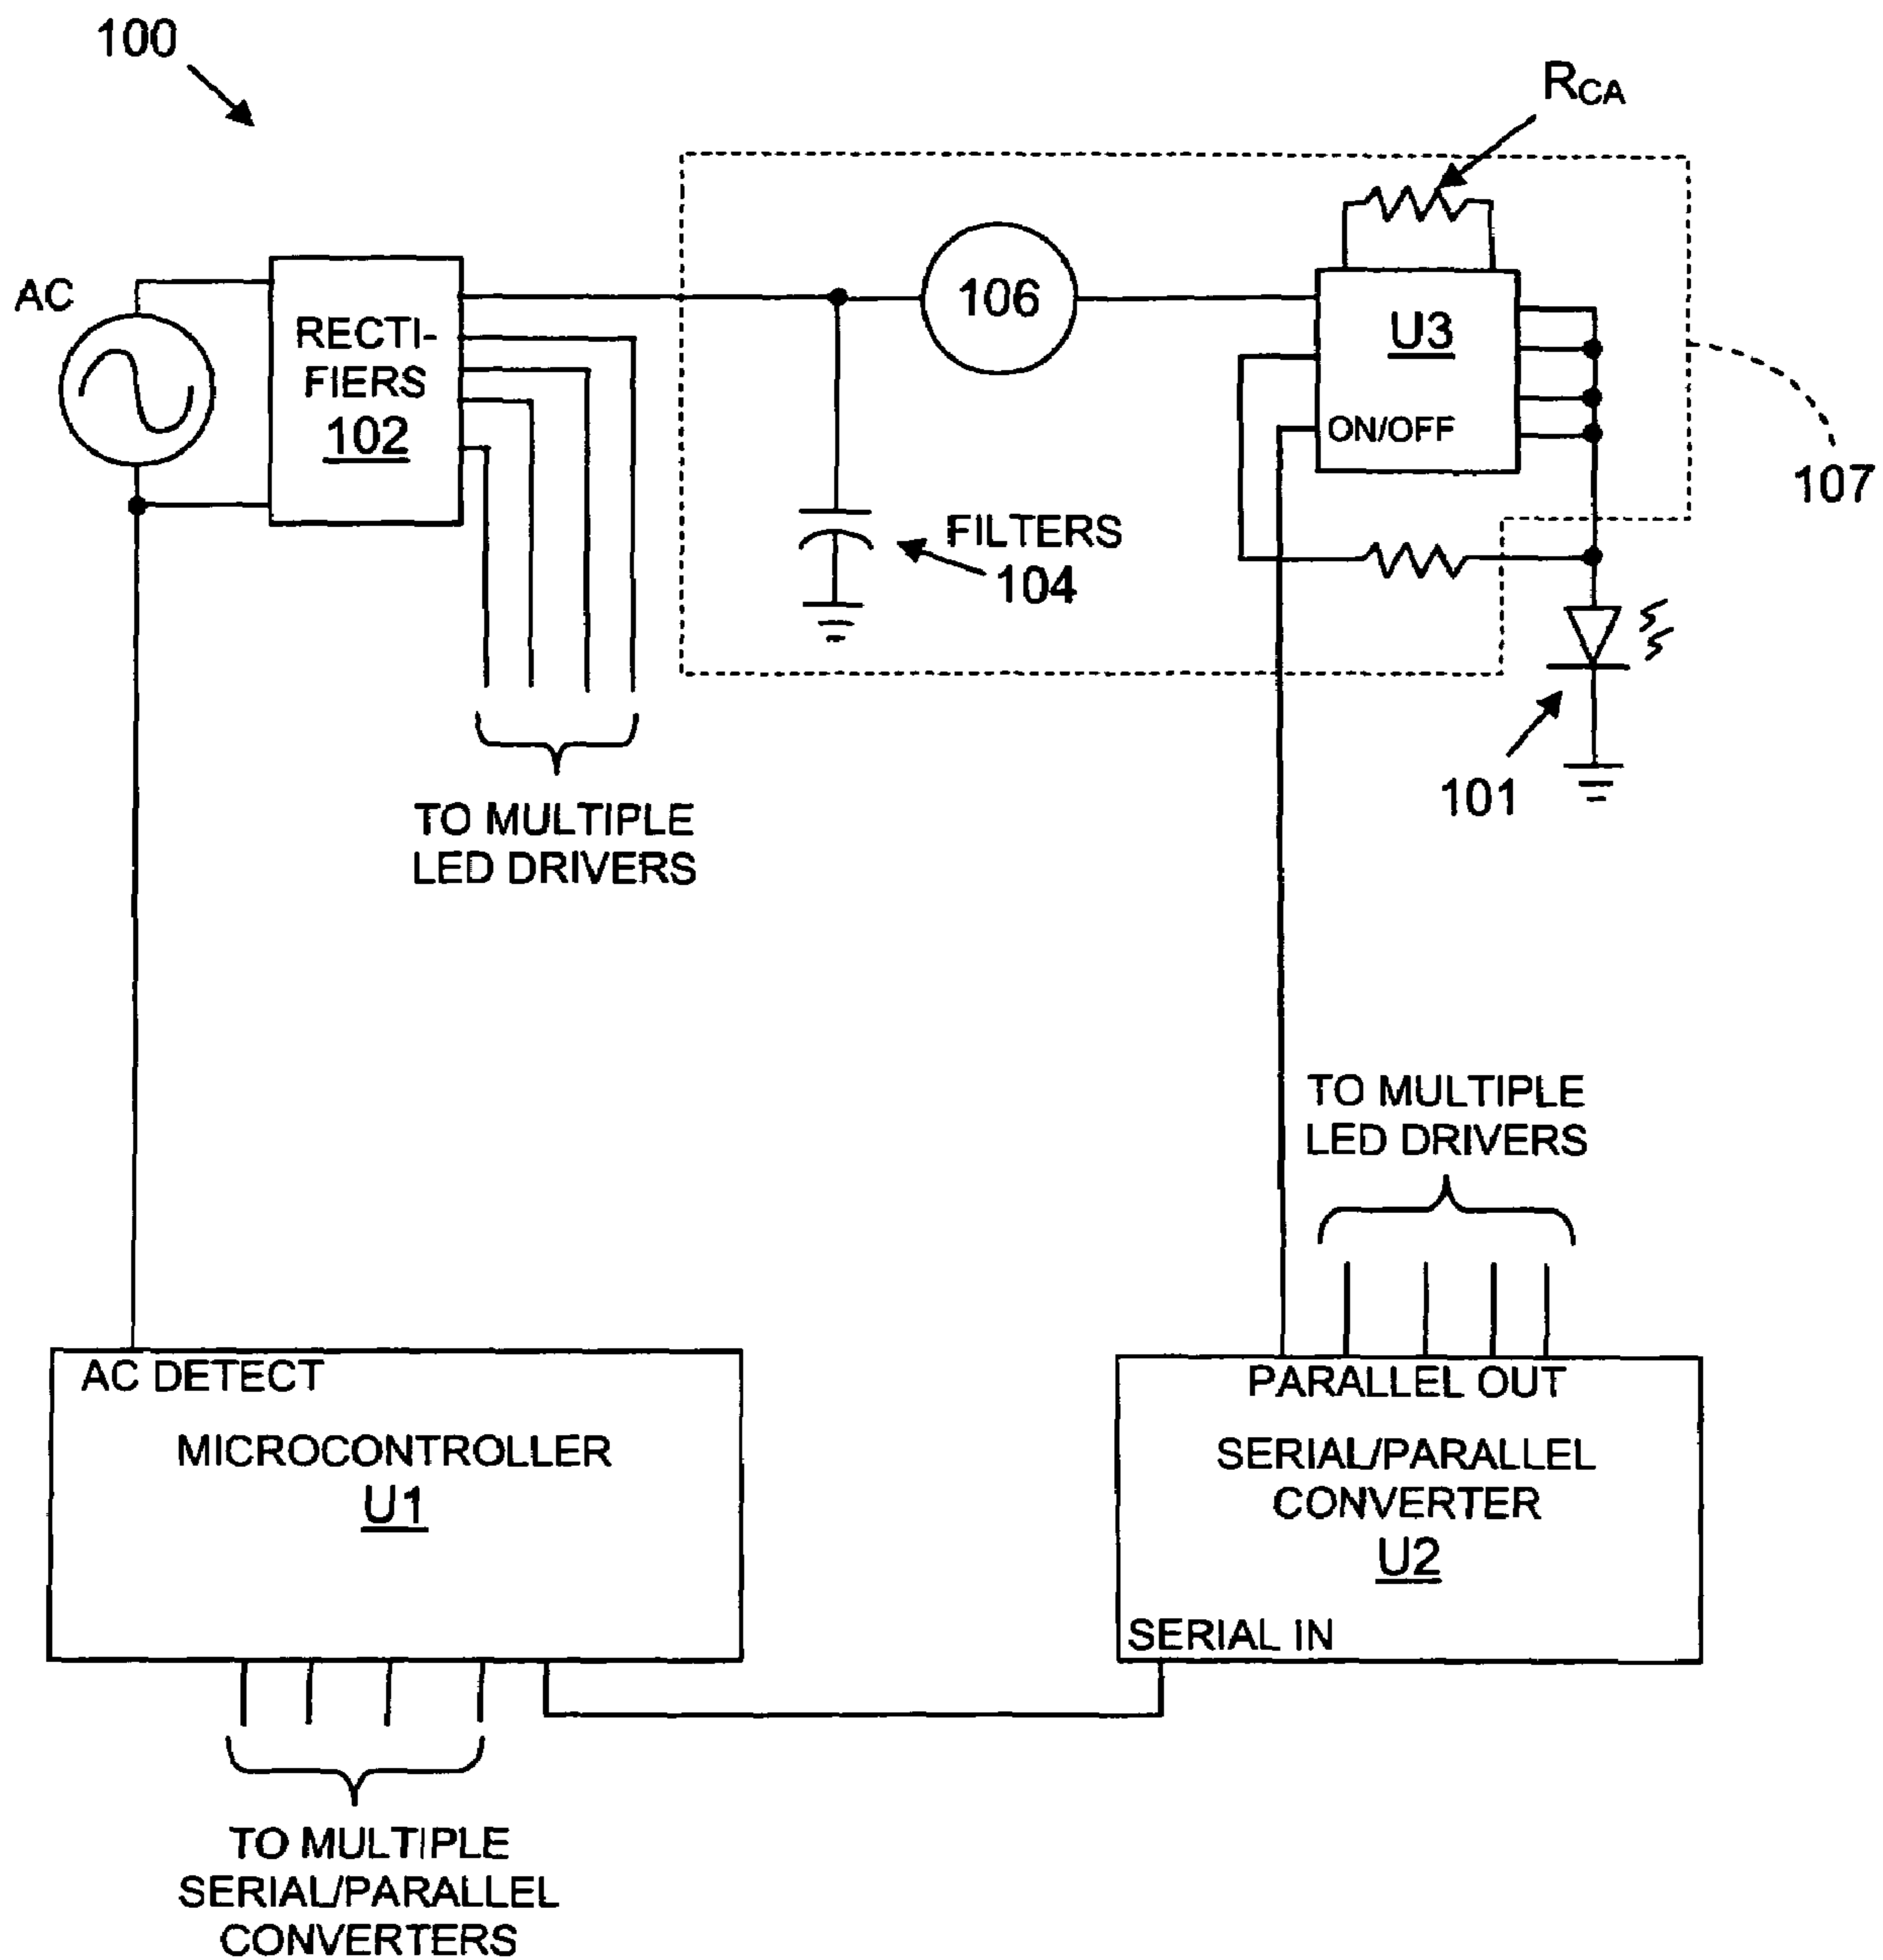 100
R_CA
AC
RECTI-
FIERS
102
106
U3
ON/OFF
107
FILTERS
104
101
TO MULTIPLE
LED DRIVERS
TO MULTIPLE
LED DRIVERS
AC DETECT
MICROCONTROLLER
U1
PARALLEL OUT
SERIAL/PARALLEL
CONVERTER
U2
SERIAL IN
TO MULTIPLE
SERIAL/PARALLEL
CONVERTERS